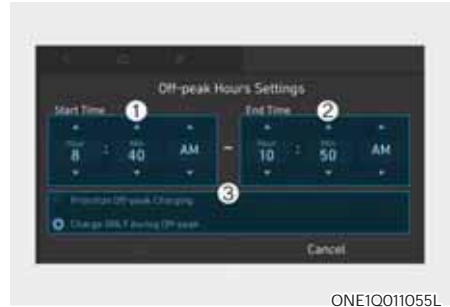 Off-peak Hours Settings
Start Time ① End Time ②
Hour Min Hour Min
8 : 40 AM – 10 : 50 AM
③
Prioritize Off-peak Charging
Charge ONLY during Off-peak
Cancel
ONE1Q011055L